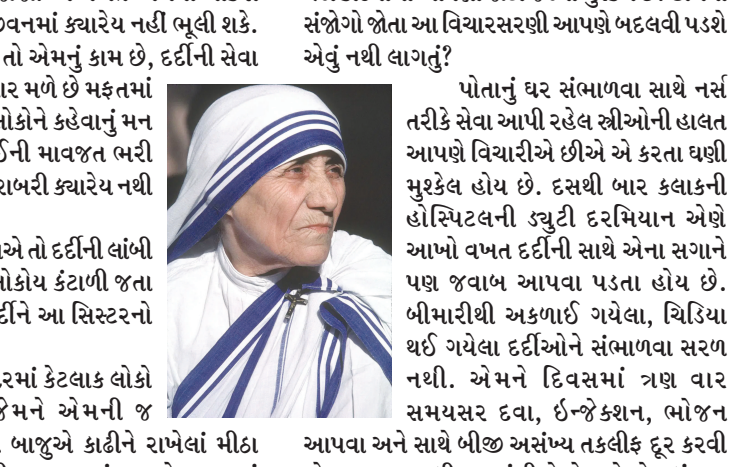 જીવનમાં ક્યારેય નહીં ભૂલી શકે.
તો એમનું કામ છે, દર્દીની સેવા
મળે છે મફતમાં
કહેવાનું મન
માવજત ભરી
ક્યારેય નથી
તો દર્દીની લાંબી
કંટાળી જતા
આ સિસ્ટરનો
કેટલાક લોકો
જેમને એમની જ
બાજુએ કાઢીને રાખેલાં મીઠા
સંજોગો જોતા આ વિચારસરણી આપણે બદલવી પડશે
એવું નથી લાગતું?
પોતાનું ઘર સંભાળવા સાથે નર્સ
તરીકે સેવા આપી રહેલ સ્ત્રીઓની હાલત
આપણે વિચારીએ છીએ એ કરતા ઘણી
મુશ્કેલ હોય છે. દસથી બાર કલાકની
હોસ્પિટલની ડ્યુટી દરમિયાન એણે
આખો વખત દર્દીની સાથે એના સગાને
પણ જવાબ આપવા પડતા હોય છે.
બીમારીથી અકળાઈ ગયેલા, ચિડિયા
થઈ ગયેલા દર્દીઓને સંભાળવા સરળ
નથી. એમને દિવસમાં ત્રણ વાર
સમયસર દવા, ઇન્જેક્શન, ભોજન
આપવા અને સાથે બીજી અસંખ્ય તકલીફ દૂર કરવી